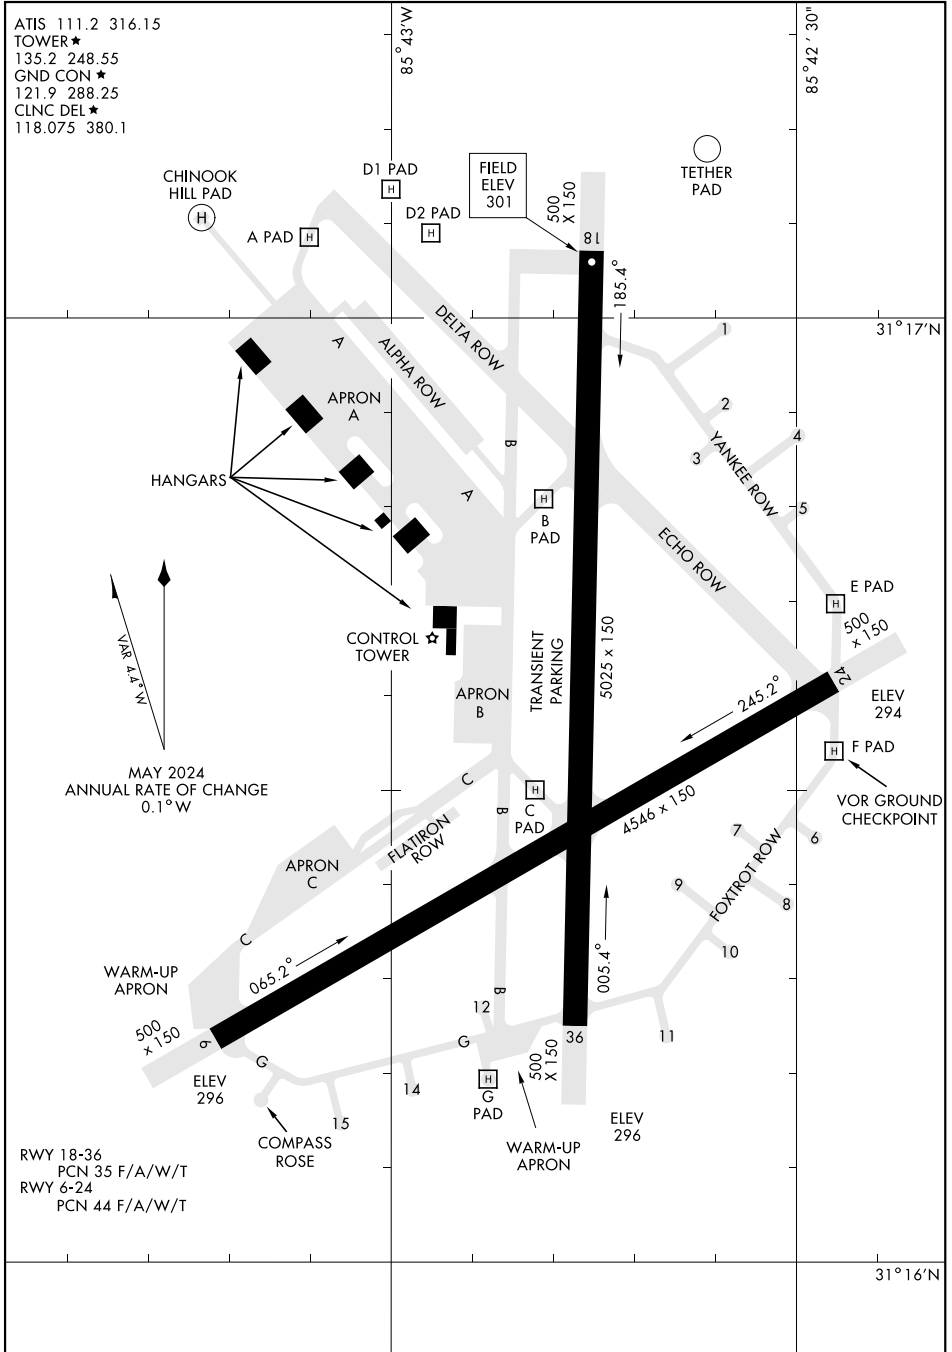 ATIS 111.2 316.15
TOWER★
135.2 248.55
GND CON ★
121.9 288.25
CLNC DEL ★
118.075 380.1
85°43'W
85°42'30"
CHINOOK
HILL PAD
H
A PAD
H
D1 PAD
H
D2 PAD
H
FIELD
ELEV
301
500
X 150
TETHER
PAD
18
185.4°
31°17'N
DELTA ROW
ALPHA ROW
A
APRON
A
HANGARS
A
B
H
B
PAD
1
2
3
4
5
YANKEE ROW
ECHO ROW
E PAD
H
500
x 150
24
ELEV
294
245.2°
H
F PAD
VOR GROUND
CHECKPOINT
VAR 4.4° W
MAY 2024
ANNUAL RATE OF CHANGE
0.1° W
CONTROL
TOWER
APRON
B
TRANSIENT
PARKING
5025 x 150
C
B
H
C
PAD
4546 x 150
FLATIRON
ROW
APRON
C
C
7
6
FOXTROT ROW
9
8
10
11
WARM-UP
APRON
065.2°
005.4°
500
x 150
6
ELEV
296
G
COMPASS
ROSE
15
14
G
12
B
H
G
PAD
WARM-UP
APRON
500
X 150
36
ELEV
296
RWY 18-36
PCN 35 F/A/W/T
RWY 6-24
PCN 44 F/A/W/T
31°16'N